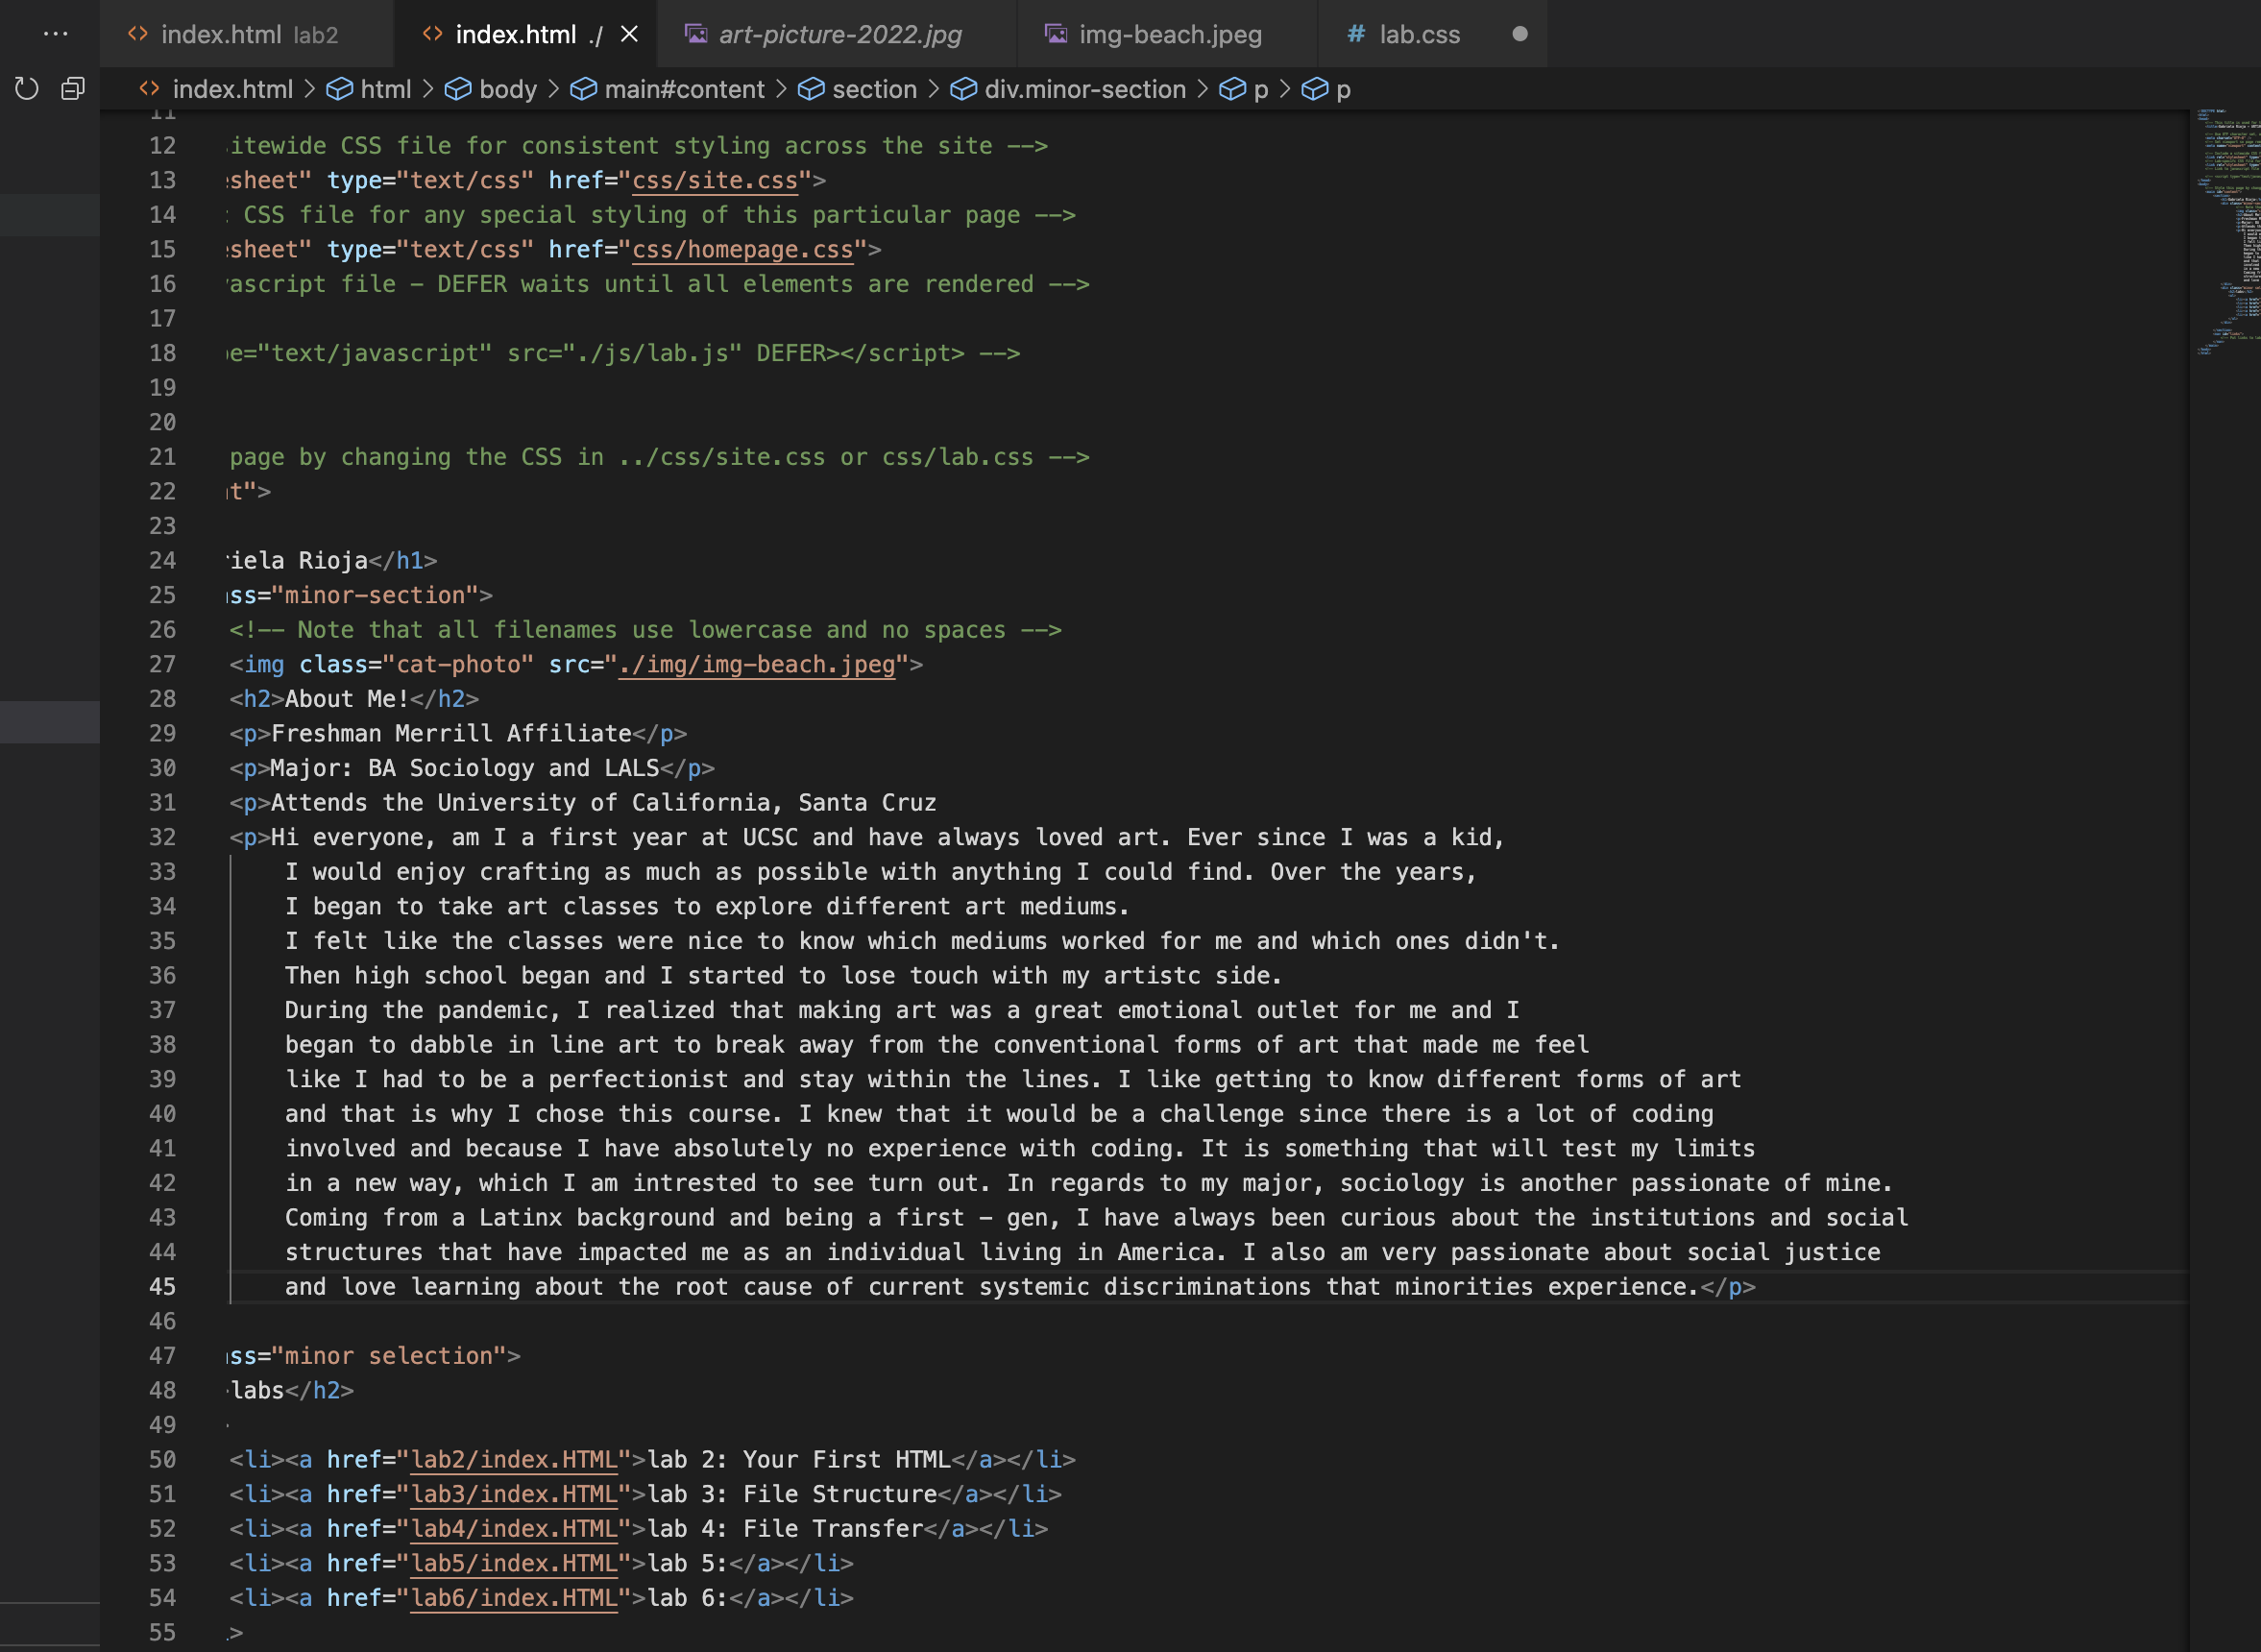 index.html lab2 index.html ./ art-picture-2022.jpg img-beach.jpeg # lab.css
index.html > html > body > main#content > section > div.minor-section > p > p
11
12 itewide CSS file for consistent styling across the site -->
13 sheet" type="text/css" href="css/site.css">
14 CSS file for any special styling of this particular page -->
15 sheet" type="text/css" href="css/homepage.css">
16 ascript file - DEFER waits until all elements are rendered -->
17
18 pe="text/javascript" src="./js/lab.js" DEFER></script> -->
19
20
21 page by changing the CSS in ../css/site.css or css/lab.css -->
22 t">
23
24 iela Rioja</h1>
25 ss="minor-section">
26 <!-- Note that all filenames use lowercase and no spaces -->
27 <img class="cat-photo" src="./img/img-beach.jpeg">
28 <h2>About Me!</h2>
29 <p>Freshman Merrill Affiliate</p>
30 <p>Major: BA Sociology and LALS</p>
31 <p>Attends the University of California, Santa Cruz
32 <p>Hi everyone, am I a first year at UCSC and have always loved art. Ever since I was a kid,
33 I would enjoy crafting as much as possible with anything I could find. Over the years,
34 I began to take art classes to explore different art mediums.
35 I felt like the classes were nice to know which mediums worked for me and which ones didn't.
36 Then high school began and I started to lose touch with my artistc side.
37 During the pandemic, I realized that making art was a great emotional outlet for me and I
38 began to dabble in line art to break away from the conventional forms of art that made me feel
39 like I had to be a perfectionist and stay within the lines. I like getting to know different forms of art
40 and that is why I chose this course. I knew that it would be a challenge since there is a lot of coding
41 involved and because I have absolutely no experience with coding. It is something that will test my limits
42 in a new way, which I am intrested to see turn out. In regards to my major, sociology is another passionate of mine.
43 Coming from a Latinx background and being a first - gen, I have always been curious about the institutions and social
44 structures that have impacted me as an individual living in America. I also am very passionate about social justice
45 and love learning about the root cause of current systemic discriminations that minorities experience.</p>
46
47 ss="minor selection">
48 labs</h2>
49
50 <li><a href="lab2/index.HTML">lab 2: Your First HTML</a></li>
51 <li><a href="lab3/index.HTML">lab 3: File Structure</a></li>
52 <li><a href="lab4/index.HTML">lab 4: File Transfer</a></li>
53 <li><a href="lab5/index.HTML">lab 5:</a></li>
54 <li><a href="lab6/index.HTML">lab 6:</a></li>
55 >